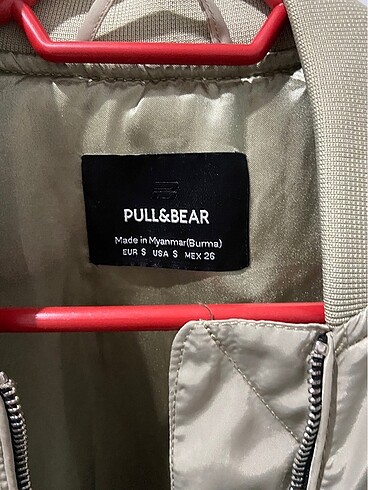 PULL&BEAR
Made in Myanmar(Burma)
EUR S USA S MEX 26